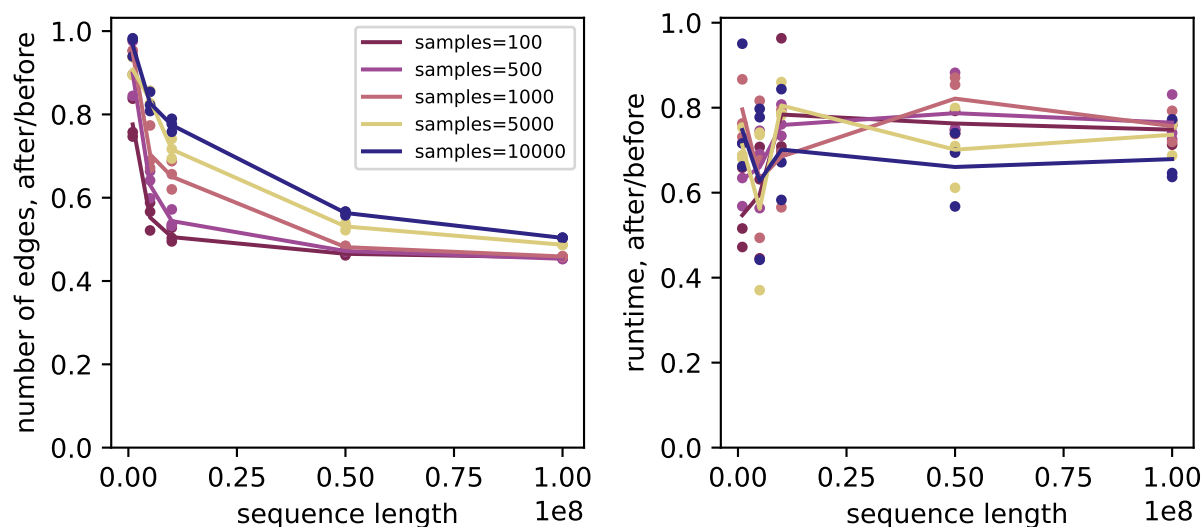 number of edges, after/before
1.0
0.8
0.6
0.4
0.2
0.0
samples=100
samples=500
samples=1000
samples=5000
samples=10000
0.00 0.25 0.50 0.75 1.00
1e8
sequence length
runtime, after/before
1.0
0.8
0.6
0.4
0.2
0.0
0.00 0.25 0.50 0.75 1.00
1e8
sequence length